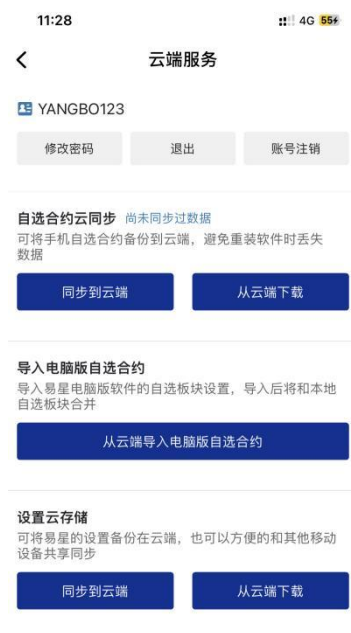 11:28
4G 55
云端服务
YANGBO123
修改密码 退出 账号注销
自选合约云同步 尚未同步过数据
可将手机自选合约备份到云端，避免重装软件时丢失
数据
同步到云端 从云端下载
导入电脑版自选合约
导入易星电脑版软件的自选板块设置，导入后将和本地
自选板块合并
从云端导入电脑版自选合约
设置云存储
可将易星的设置备份在云端，也可以方便的和其他移动
设备共享同步
同步到云端 从云端下载